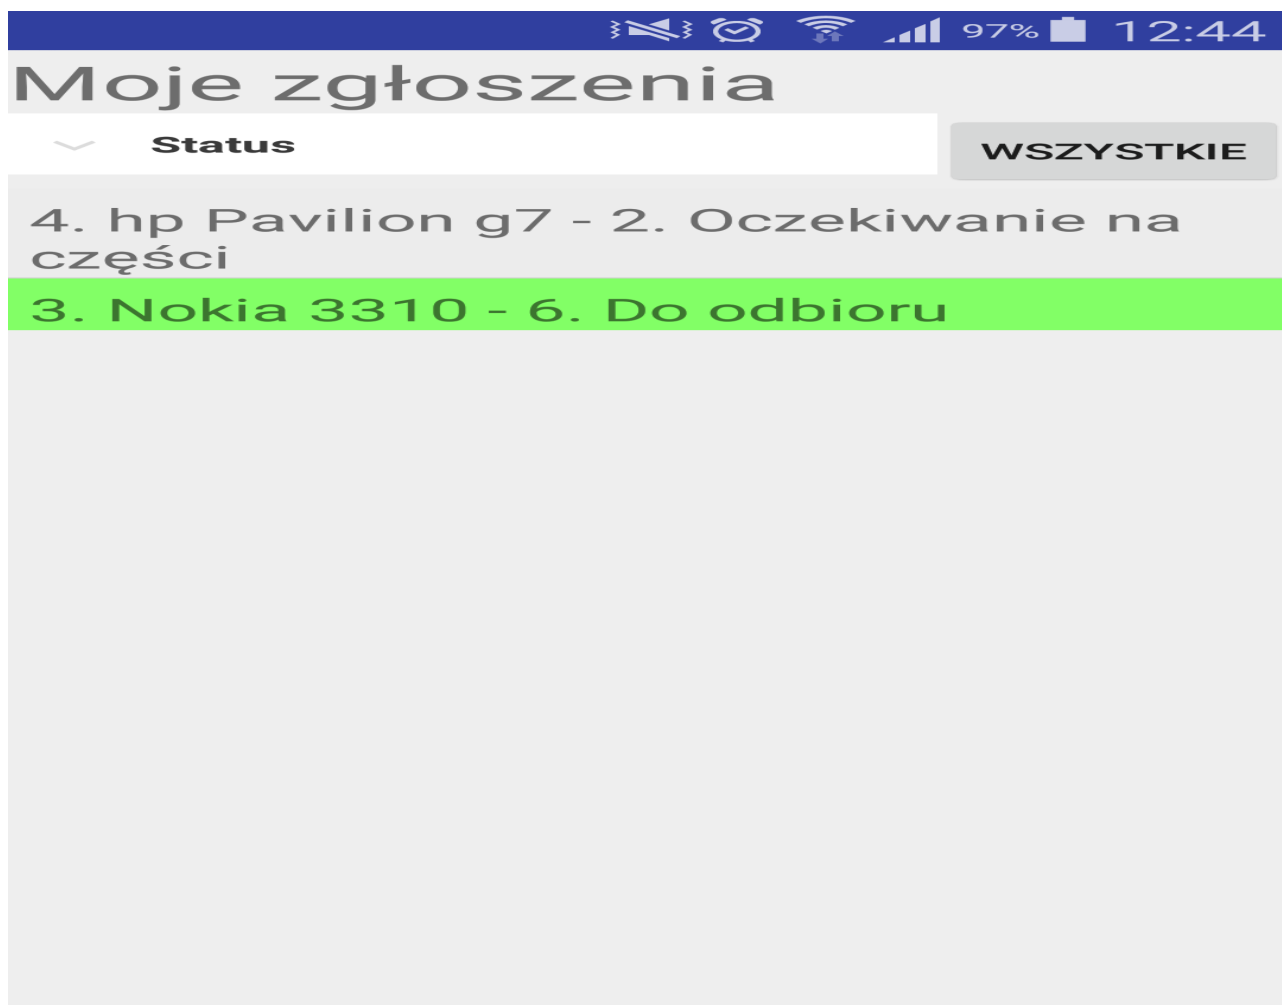 97% 12:44
Moje zgłoszenia
Status
WSZYSTKIE
4. hp Pavilion g7 - 2. Oczekiwanie na
części
3. Nokia 3310 - 6. Do odbioru